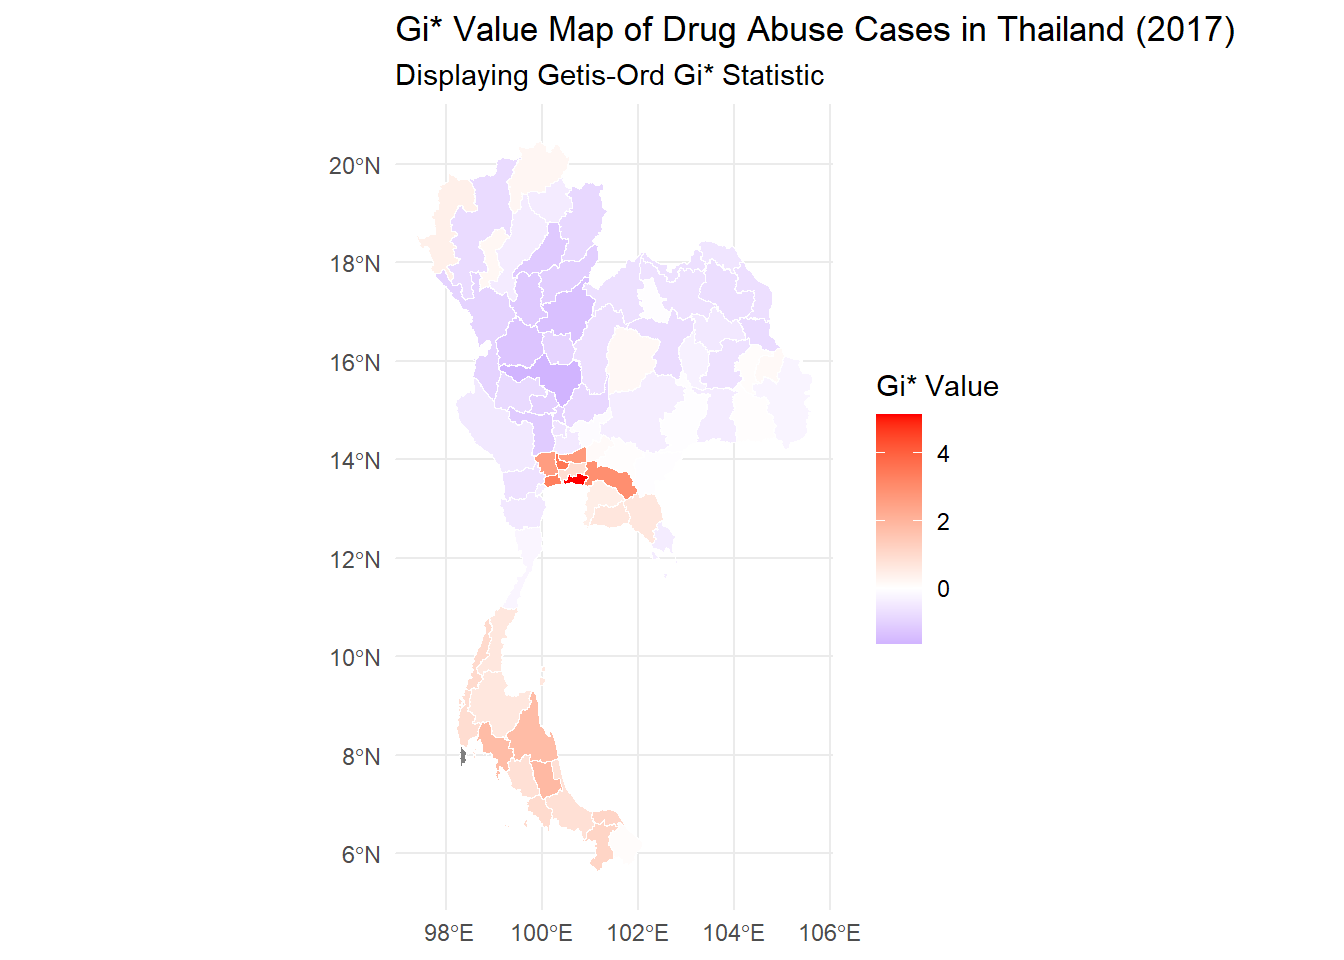 Gi* Value Map of Drug Abuse Cases in Thailand (2017)
Displaying Getis-Ord Gi* Statistic
20°N
18°N
16°N
14°N
12°N
10°N
8°N
6°N
98°E 100°E 102°E 104°E 106°E
Gi* Value
4
2
0